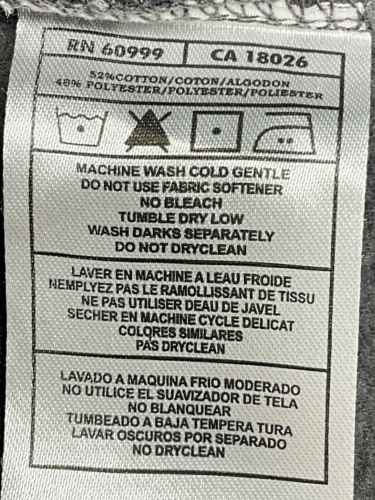 RN 60999 CA 18026
52%COTTON/COTON/ALGODON
48% POLYESTER/POLYESTER/POLIESTER
MACHINE WASH COLD GENTLE
DO NOT USE FABRIC SOFTENER
NO BLEACH
TUMBLE DRY LOW
WASH DARKS SEPARATELY
DO NOT DRYCLEAN
LAVER EN MACHINE A LEAU FROIDE
NEMPLYEZ PAS LE RAMOLLISSANT DE TISSU
NE PAS UTILISER DEAU DE JAVEL
SECHER EN MACHINE CYCLE DELICAT
COLORES SIMILARES
PAS DRYCLEAN
LAVADO A MAQUINA FRIO MODERADO
NO UTILICE EL SUAVIZADOR DE TELA
NO BLANQUEAR
TUMBEADO A BAJA TEMPERA TURA
LAVAR OSCUROS POR SEPARADO
NO DRYCLEAN